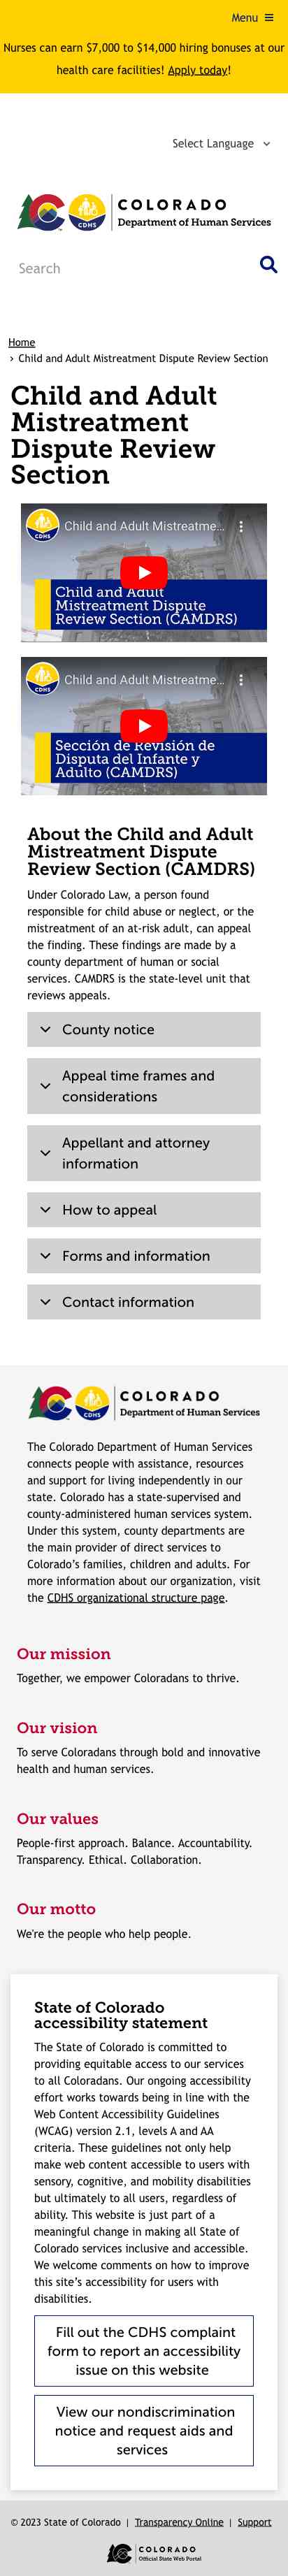 Menu
Nurses can earn $7,000 to $14,000 hiring bonuses at our
health care facilities! Apply today!
Select Language
CDHS
COLORADO
Department of Human Services
Search
Home
› Child and Adult Mistreatment Dispute Review Section
Child and Adult
Mistreatment
Dispute Review
Section
CDHS
Child and Adult Mistreatme...
Child and Adult
Mistreatment Dispute
Review Section (CAMDRS)
CDHS
Child and Adult Mistreatme...
Sección de Revisión de
Disputa del Infante y
Adulto (CAMDRS)
About the Child and Adult
Mistreatment Dispute
Review Section (CAMDRS)
Under Colorado Law, a person found
responsible for child abuse or neglect, or the
mistreatment of an at-risk adult, can appeal
the finding. These findings are made by a
county department of human or social
services. CAMDRS is the state-level unit that
reviews appeals.
County notice
Appeal time frames and
considerations
Appellant and attorney
information
How to appeal
Forms and information
Contact information
CDHS
COLORADO
Department of Human Services
The Colorado Department of Human Services
connects people with assistance, resources
and support for living independently in our
state. Colorado has a state-supervised and
county-administered human services system.
Under this system, county departments are
the main provider of direct services to
Colorado’s families, children and adults. For
more information about our organization, visit
the CDHS organizational structure page.
Our mission
Together, we empower Coloradans to thrive.
Our vision
To serve Coloradans through bold and innovative
health and human services.
Our values
People-first approach. Balance. Accountability.
Transparency. Ethical. Collaboration.
Our motto
We're the people who help people.
State of Colorado
accessibility statement
The State of Colorado is committed to
providing equitable access to our services
to all Coloradans. Our ongoing accessibility
effort works towards being in line with the
Web Content Accessibility Guidelines
(WCAG) version 2.1, levels A and AA
criteria. These guidelines not only help
make web content accessible to users with
sensory, cognitive, and mobility disabilities
but ultimately to all users, regardless of
ability. This website is just part of a
meaningful change in making all State of
Colorado services inclusive and accessible.
We welcome comments on how to improve
this site’s accessibility for users with
disabilities.
Fill out the CDHS complaint
form to report an accessibility
issue on this website
View our nondiscrimination
notice and request aids and
services
© 2023 State of Colorado | Transparency Online | Support
COLORADO
Official State Web Portal